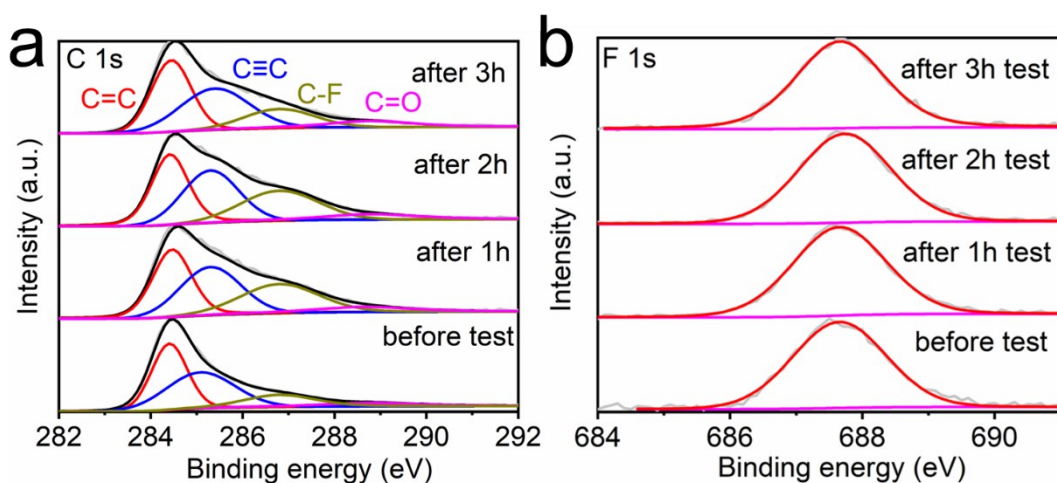 a
C 1s
C≡C
after 3h
C=C
C-F
C=O
after 2h
after 1h
before test
Intensity (a.u.)
282 284 286 288 290 292
Binding energy (eV)
b
F 1s
after 3h test
after 2h test
after 1h test
before test
Intensity (a.u.)
684 686 688 690
Binding energy (eV)